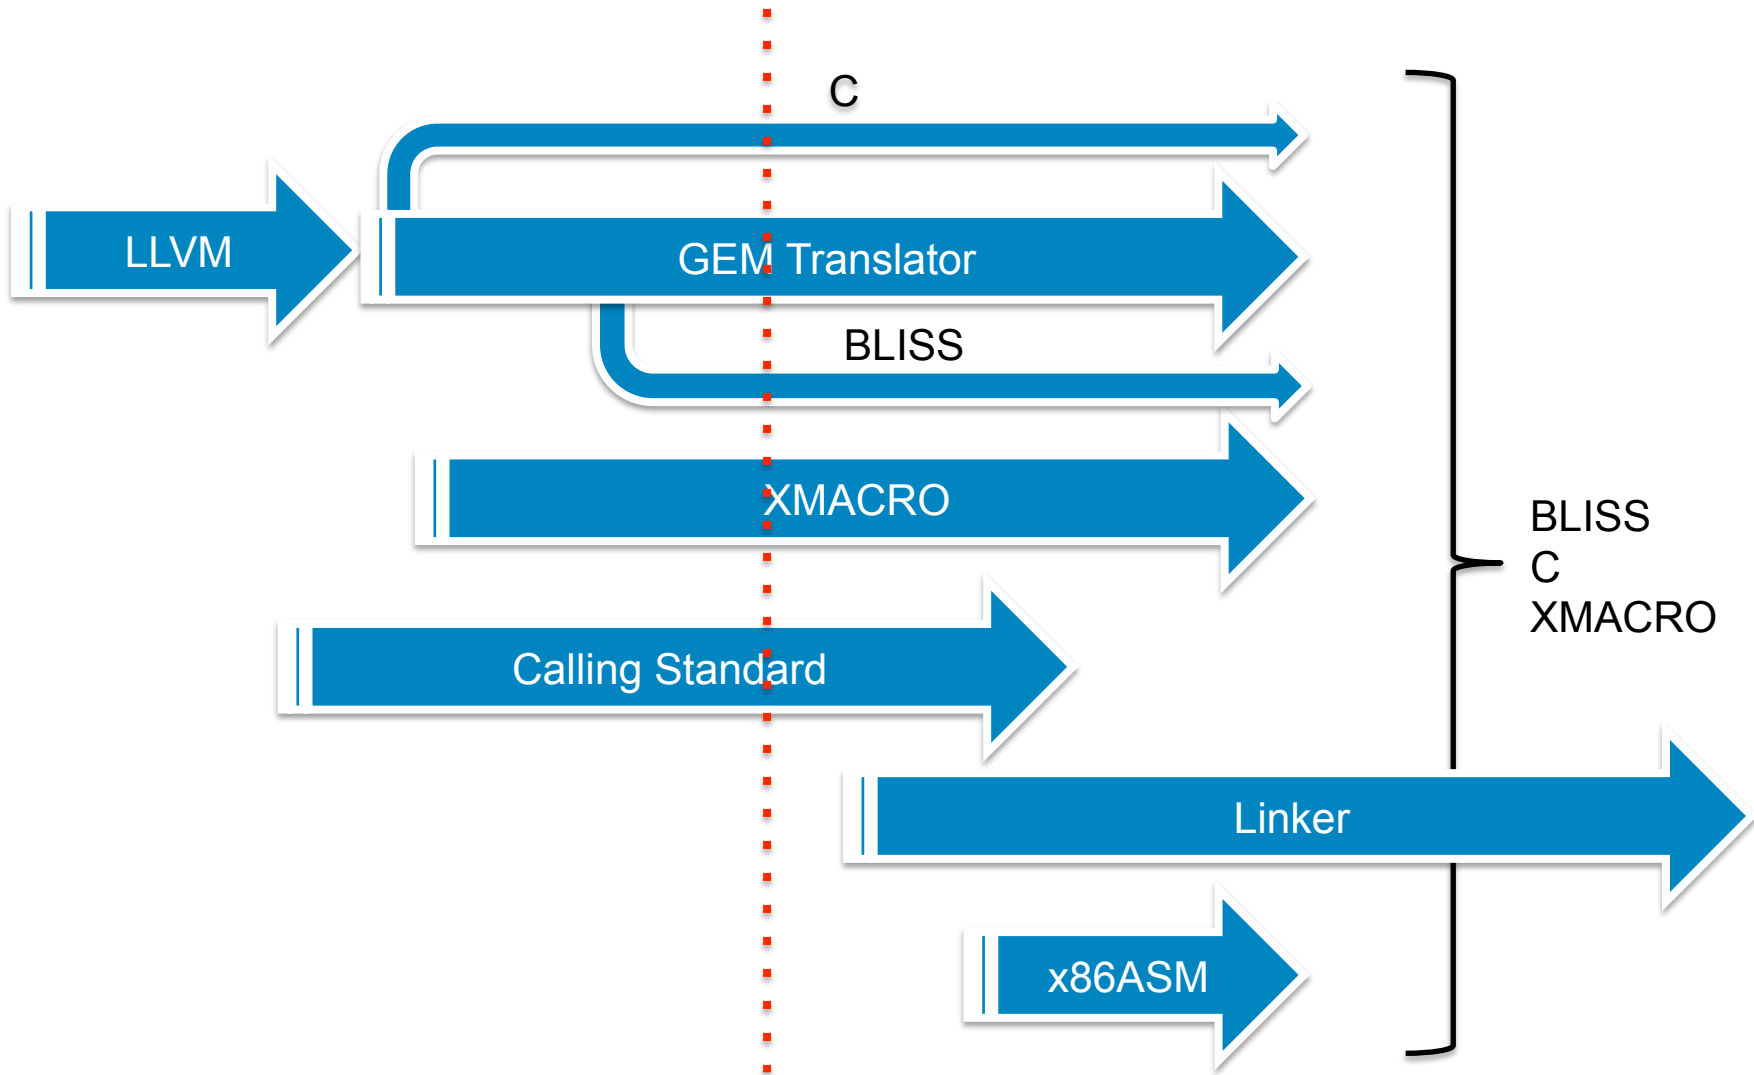 C
LLVM
GEM Translator
BLISS
XMACRO
BLISS
C
XMACRO
Calling Standard
Linker
x86ASM